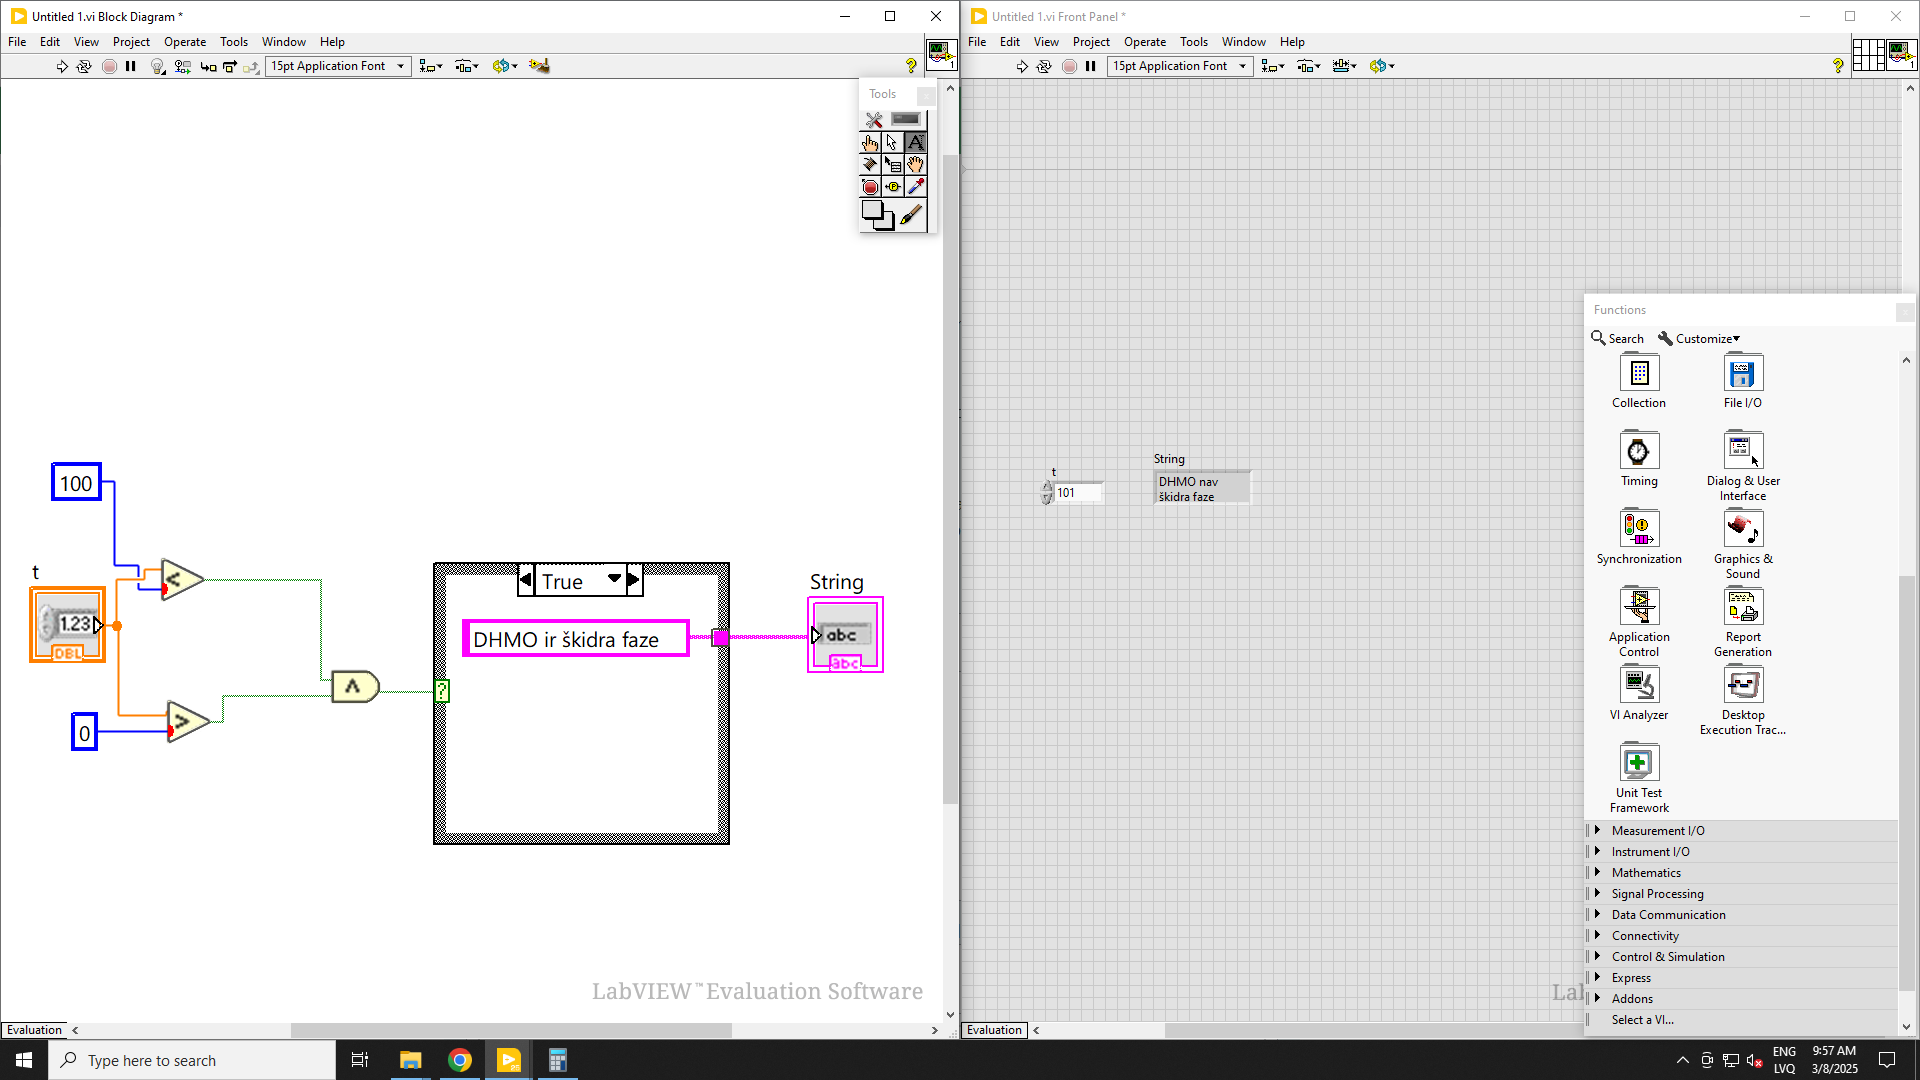 Untitled 1.vi Block Diagram *
File Edit View Project Operate Tools Window Help
15pt Application Font
1
Tools
100
t
1.23
DBL
<
>
0
∧
True
DHMO ir škidra faze
?
String
abc
abc
LabVIEW™ Evaluation Software
Evaluation
Untitled 1.vi Front Panel *
File Edit View Project Operate Tools Window Help
15pt Application Font
1
t
101
String
DHMO nav
škidra faze
Lab
Evaluation
Functions
Search Customize
Collection
File I/O
Timing
Dialog & User
Interface
Synchronization
Graphics &
Sound
Application
Control
Report
Generation
VI Analyzer
Desktop
Execution Trac...
Unit Test
Framework
Measurement I/O
Instrument I/O
Mathematics
Signal Processing
Data Communication
Connectivity
Control & Simulation
Express
Addons
Select a VI...
Type here to search
ENG
LVQ
9:57 AM
3/8/2025